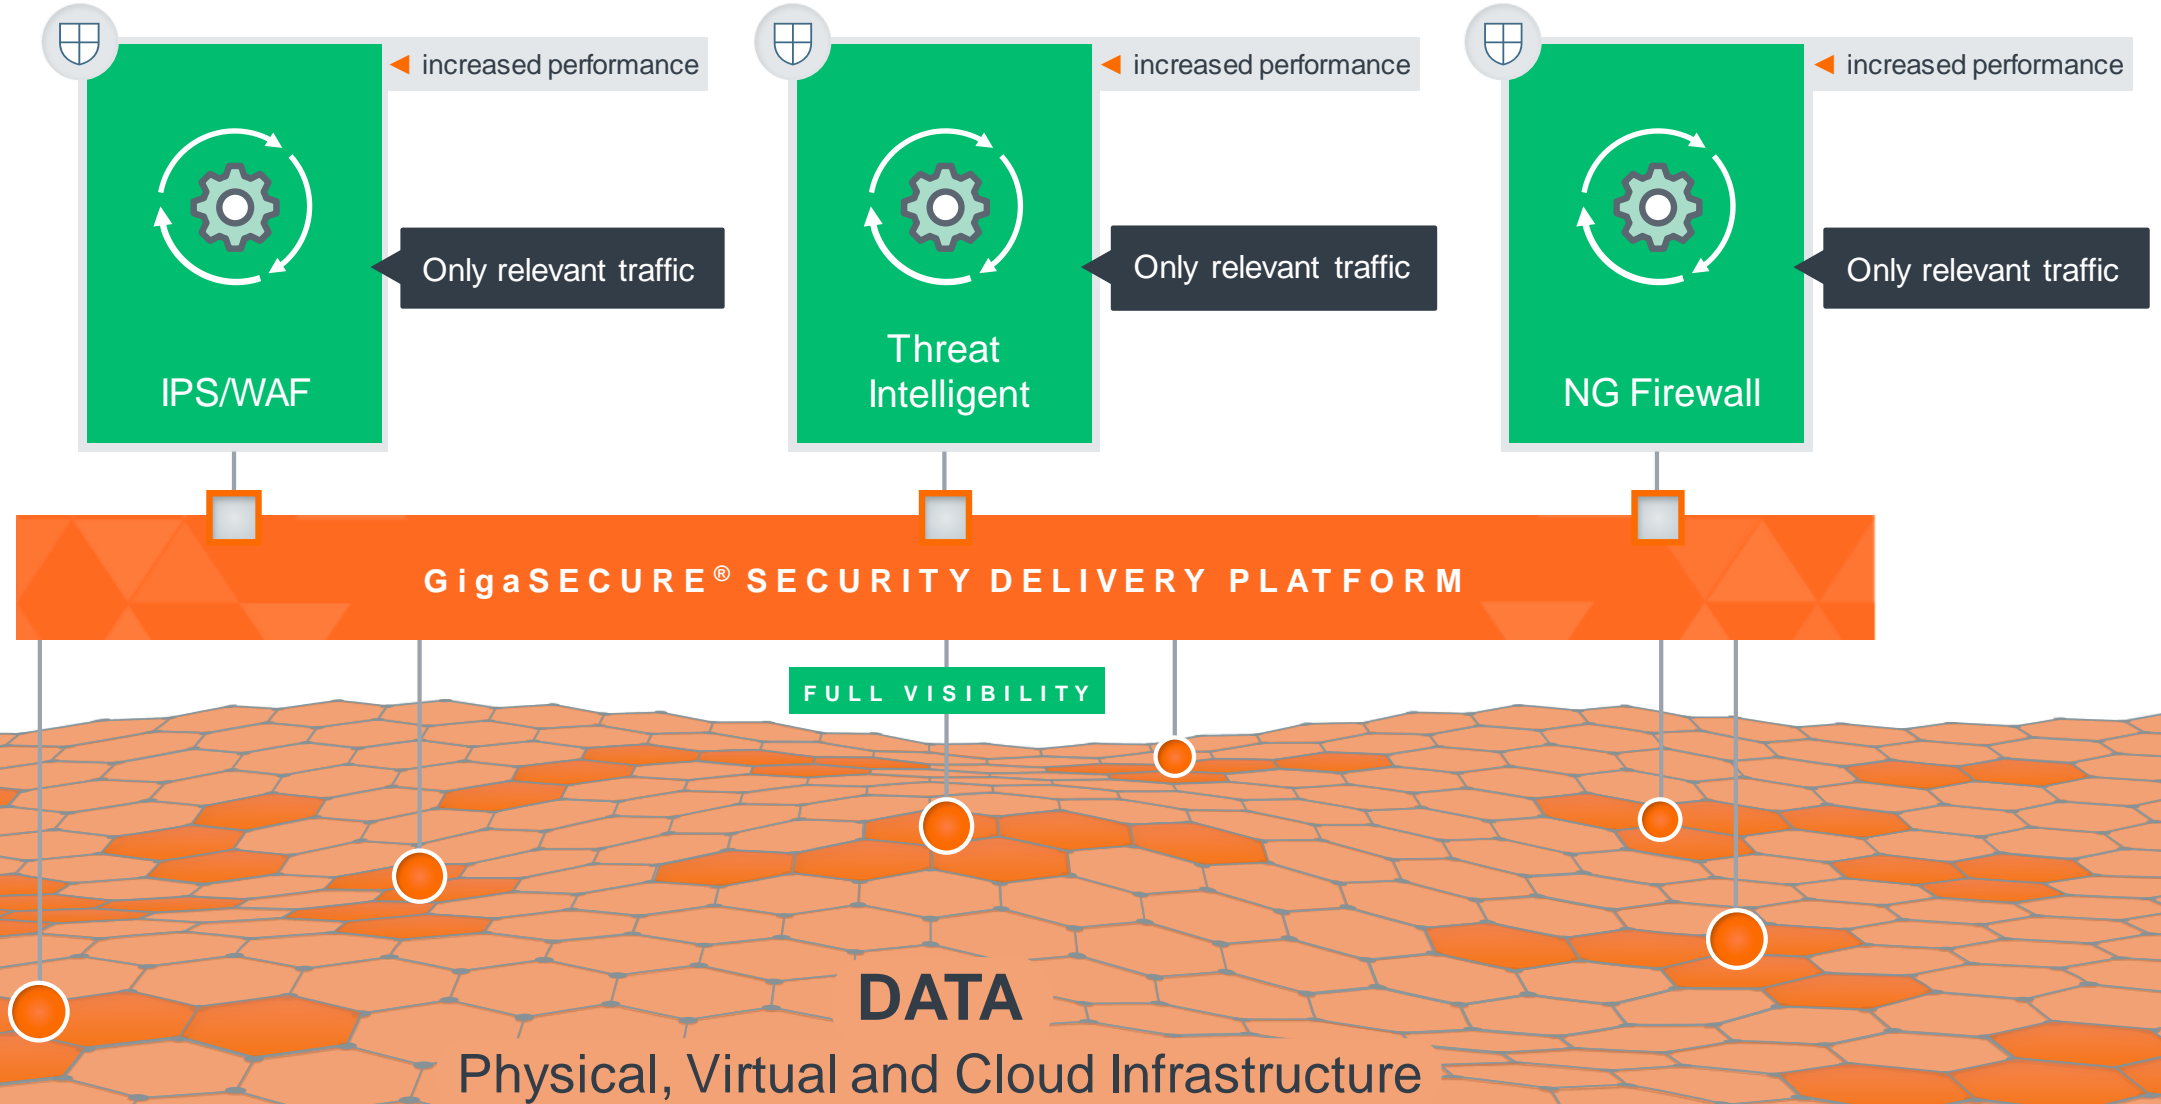 increased performance
increased performance
increased performance
Only relevant traffic
Only relevant traffic
Only relevant traffic
IPS/WAF
Threat
Intelligent
NG Firewall
GigaSECURE® SECURITY DELIVERY PLATFORM
FULL VISIBILITY
DATA
Physical, Virtual and Cloud Infrastructure